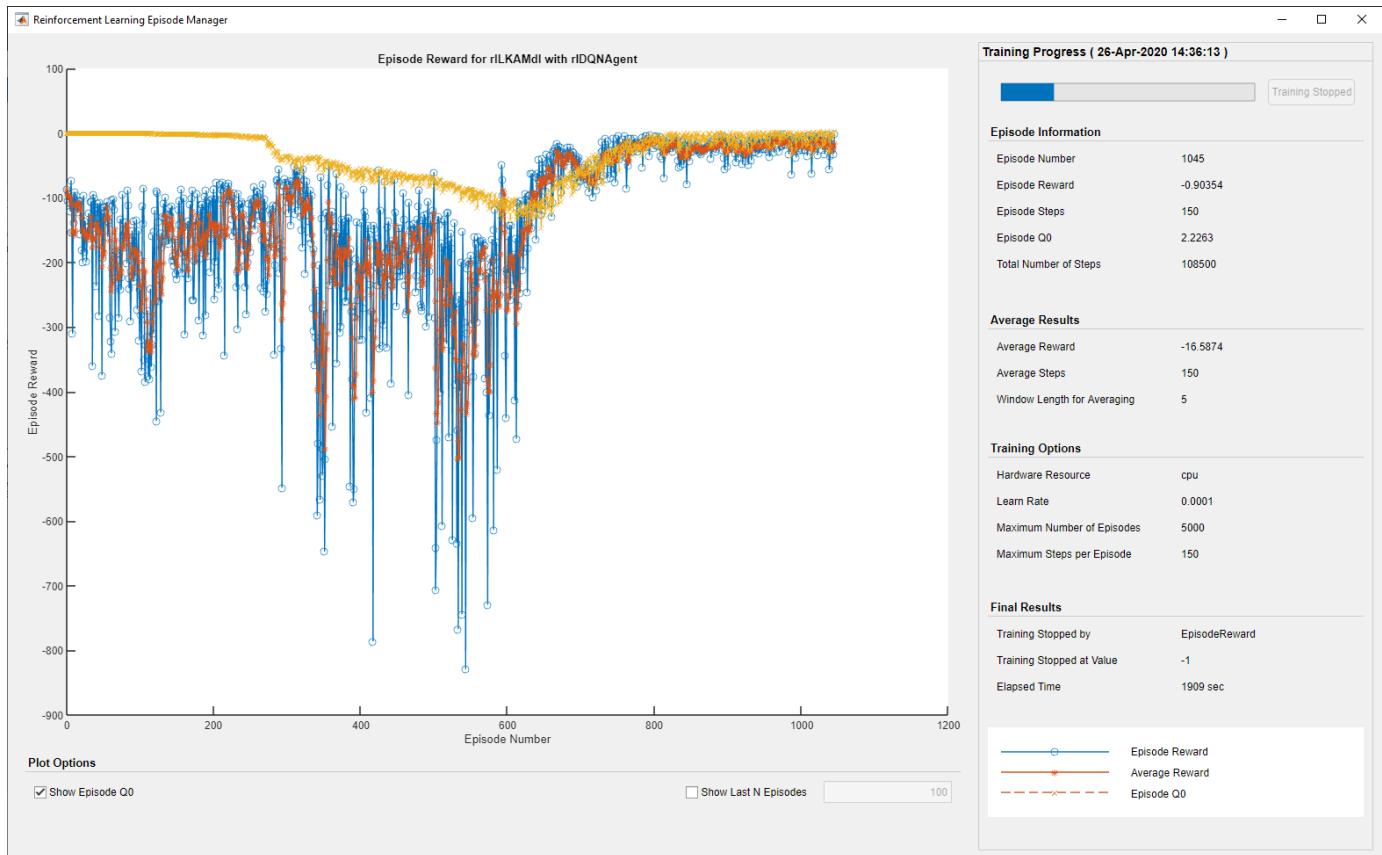 Reinforcement Learning Episode Manager
Episode Reward for rlLKAMdl with rlDQNAgent
100
0
-100
-200
-300
-400
-500
-600
-700
-800
-900
Episode Reward
0 200 400 600 800 1000 1200
Episode Number
Plot Options
Show Episode Q0
Show Last N Episodes 100
Training Progress ( 26-Apr-2020 14:36:13 )
Training Stopped
Episode Information
Episode Number 1045
Episode Reward -0.90354
Episode Steps 150
Episode Q0 2.2263
Total Number of Steps 108500
Average Results
Average Reward -16.5874
Average Steps 150
Window Length for Averaging 5
Training Options
Hardware Resource cpu
Learn Rate 0.0001
Maximum Number of Episodes 5000
Maximum Steps per Episode 150
Final Results
Training Stopped by EpisodeReward
Training Stopped at Value -1
Elapsed Time 1909 sec
Episode Reward
Average Reward
Episode Q0